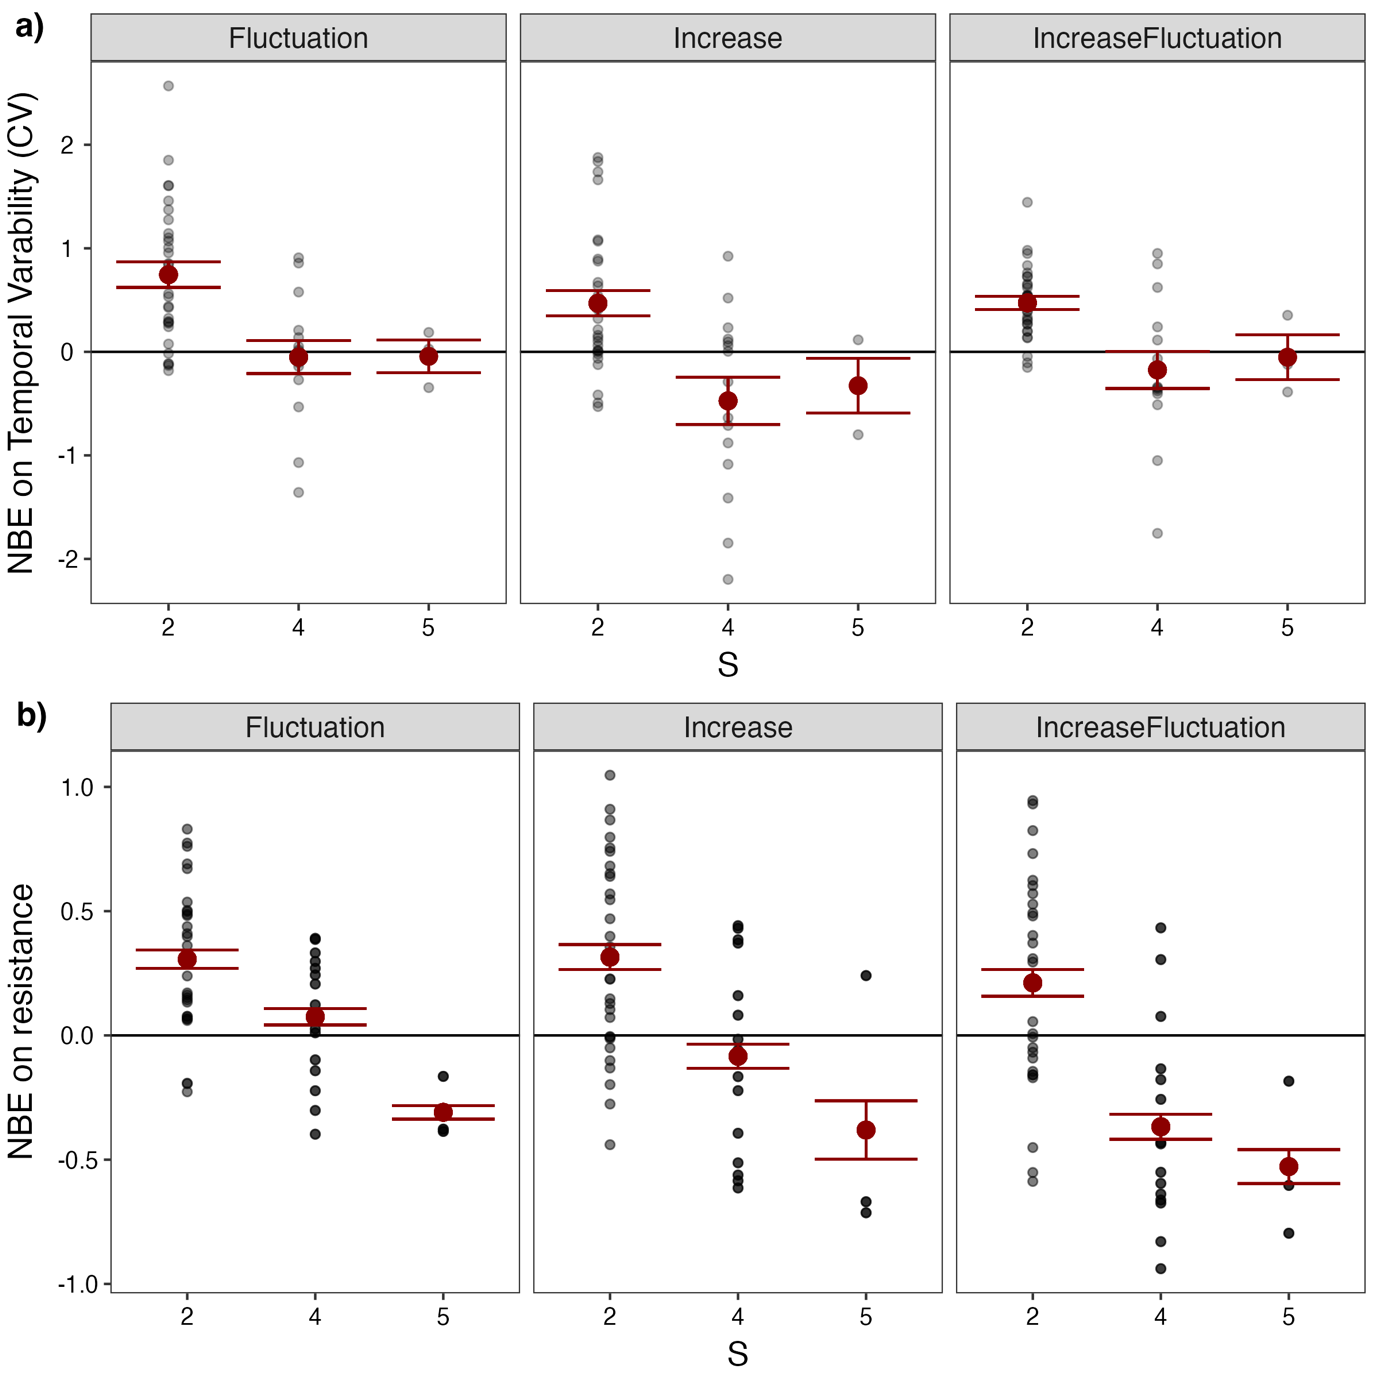 a)
Fluctuation Increase IncreaseFluctuation
NBE on Temporal Varability (CV)
2
1
0
-1
-2
2 4 5 2 4 5 2 4 5
S
b)
Fluctuation Increase IncreaseFluctuation
NBE on resistance
1.0
0.5
0.0
-0.5
-1.0
2 4 5 2 4 5 2 4 5
S